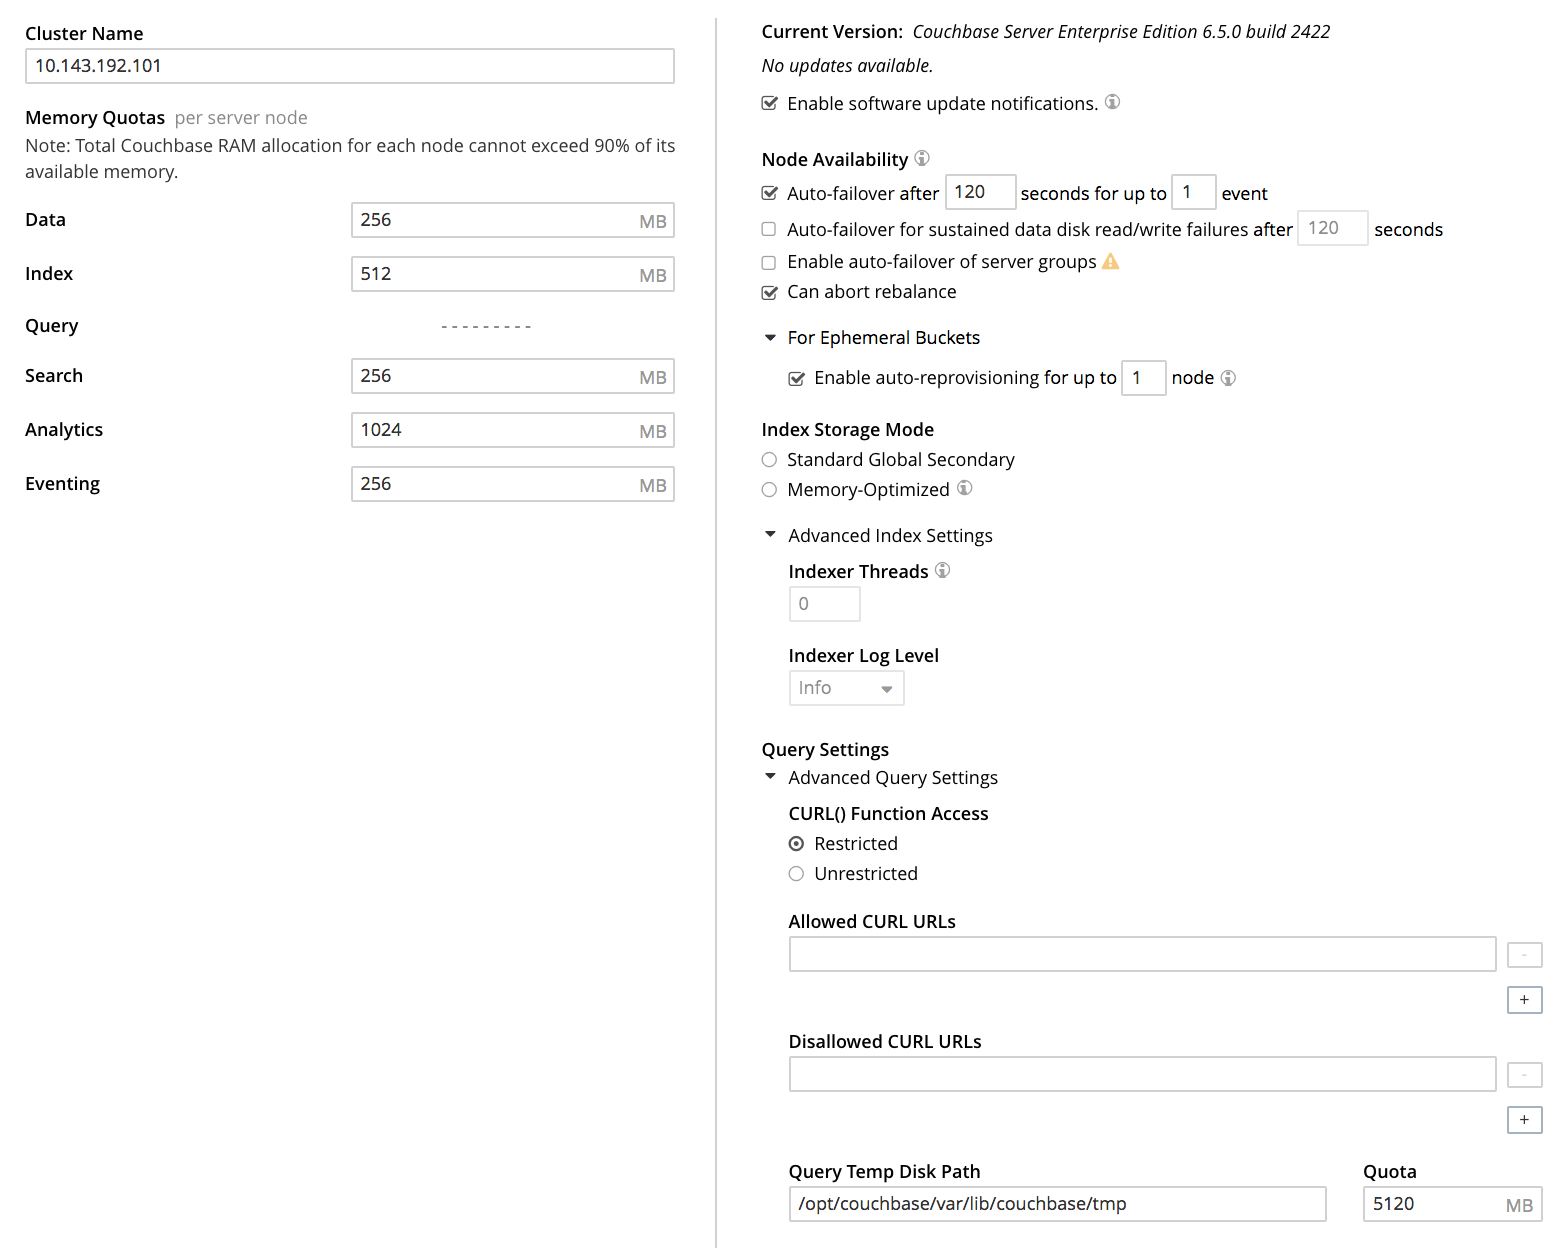 Cluster Name
10.143.192.101
Memory Quotas per server node
Note: Total Couchbase RAM allocation for each node cannot exceed 90% of its
available memory.
Data 256 MB
Index 512 MB
Query ---------
Search 256 MB
Analytics 1024 MB
Eventing 256 MB
Current Version: Couchbase Server Enterprise Edition 6.5.0 build 2422
No updates available.
Enable software update notifications.
Node Availability
Auto-failover after 120 seconds for up to 1 event
Auto-failover for sustained data disk read/write failures after 120 seconds
Enable auto-failover of server groups
Can abort rebalance
For Ephemeral Buckets
Enable auto-reprovisioning for up to 1 node
Index Storage Mode
Standard Global Secondary
Memory-Optimized
Advanced Index Settings
Indexer Threads
0
Indexer Log Level
Info
Query Settings
Advanced Query Settings
CURL() Function Access
Restricted
Unrestricted
Allowed CURL URLs
-
+
Disallowed CURL URLs
-
+
Query Temp Disk Path Quota
/opt/couchbase/var/lib/couchbase/tmp 5120 MB